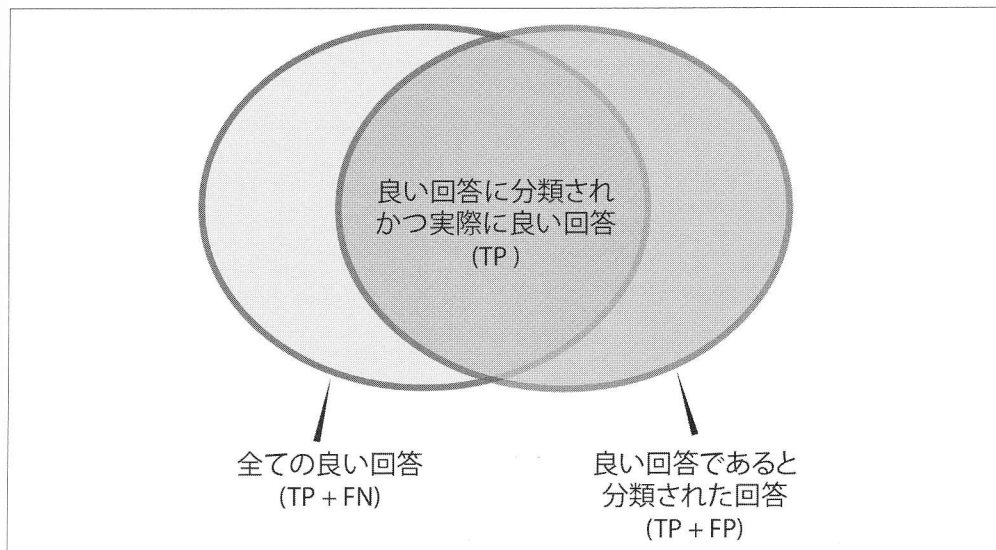 良い回答に分類され
かつ実際に良い回答
(TP )
全ての良い回答
(TP + FN)
良い回答であると
分類された回答
(TP + FP)